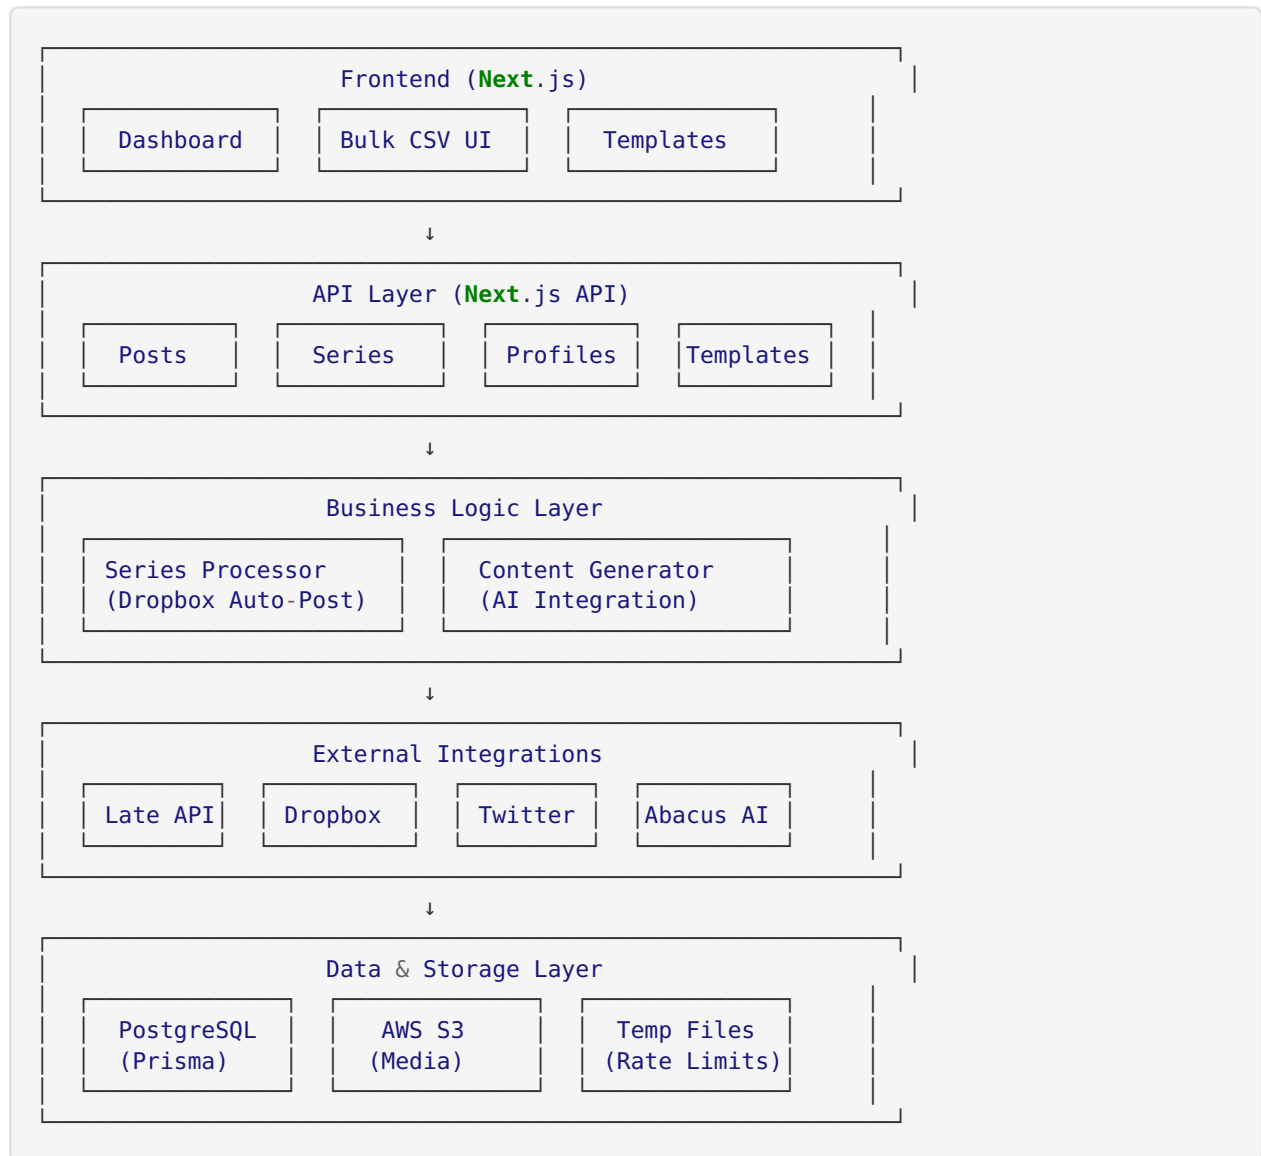 Frontend (Next.js)
Dashboard Bulk CSV UI Templates
↓
API Layer (Next.js API)
Posts Series Profiles Templates
↓
Business Logic Layer
Series Processor Content Generator
(Dropbox Auto-Post) (AI Integration)
↓
External Integrations
Late API Dropbox Twitter Abacus AI
↓
Data & Storage Layer
PostgreSQL AWS S3 Temp Files
(Prisma) (Media) (Rate Limits)